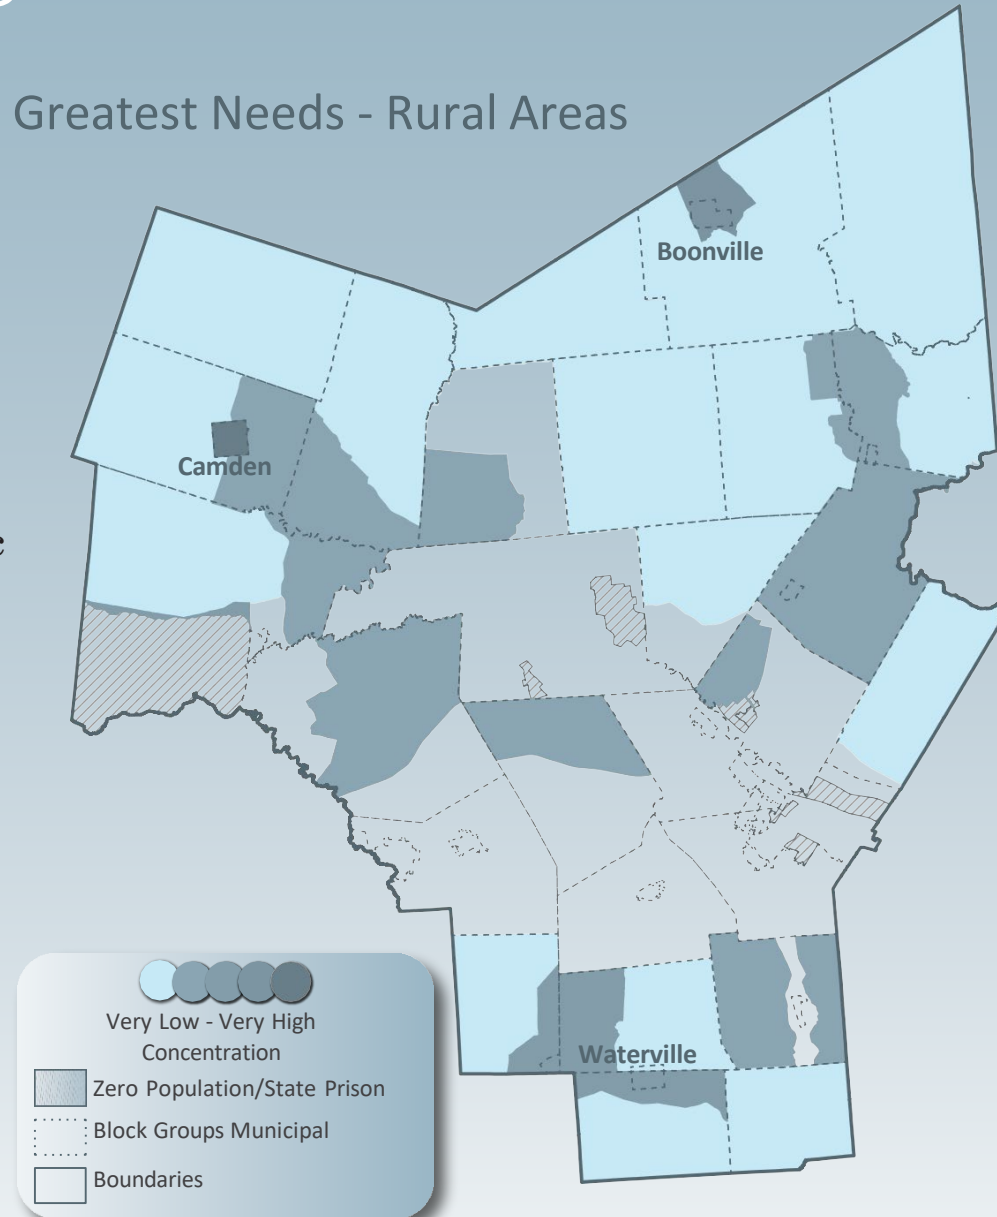 Greatest Needs - Rural Areas
Boonville
Camden
Waterville
Very Low - Very High
Concentration
Zero Population/State Prison
Block Groups Municipal
Boundaries